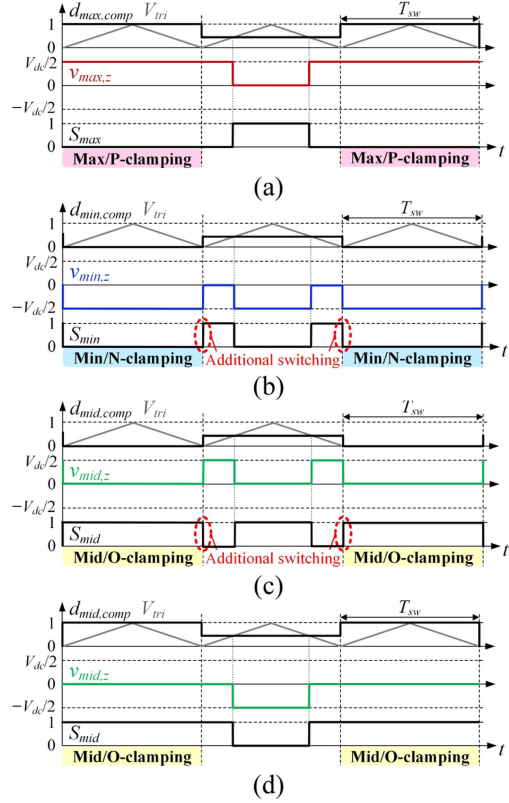 d_max,comp V_tri T_sw
1
0
V_dc/2
v_max,z
0
−V_dc/2
1
S_max
0
t
Max/P-clamping Max/P-clamping
(a)
d_min,comp V_tri T_sw
1
0
V_dc/2
v_min,z
0
−V_dc/2
1
S_min
0
t
Min/N-clamping Additional switching Min/N-clamping
(b)
d_mid,comp V_tri T_sw
1
0
V_dc/2
v_mid,z
0
−V_dc/2
1
S_mid
0
t
Mid/O-clamping Additional switching Mid/O-clamping
(c)
d_mid,comp V_tri T_sw
1
0
V_dc/2
v_mid,z
0
−V_dc/2
1
S_mid
0
t
Mid/O-clamping Mid/O-clamping
(d)